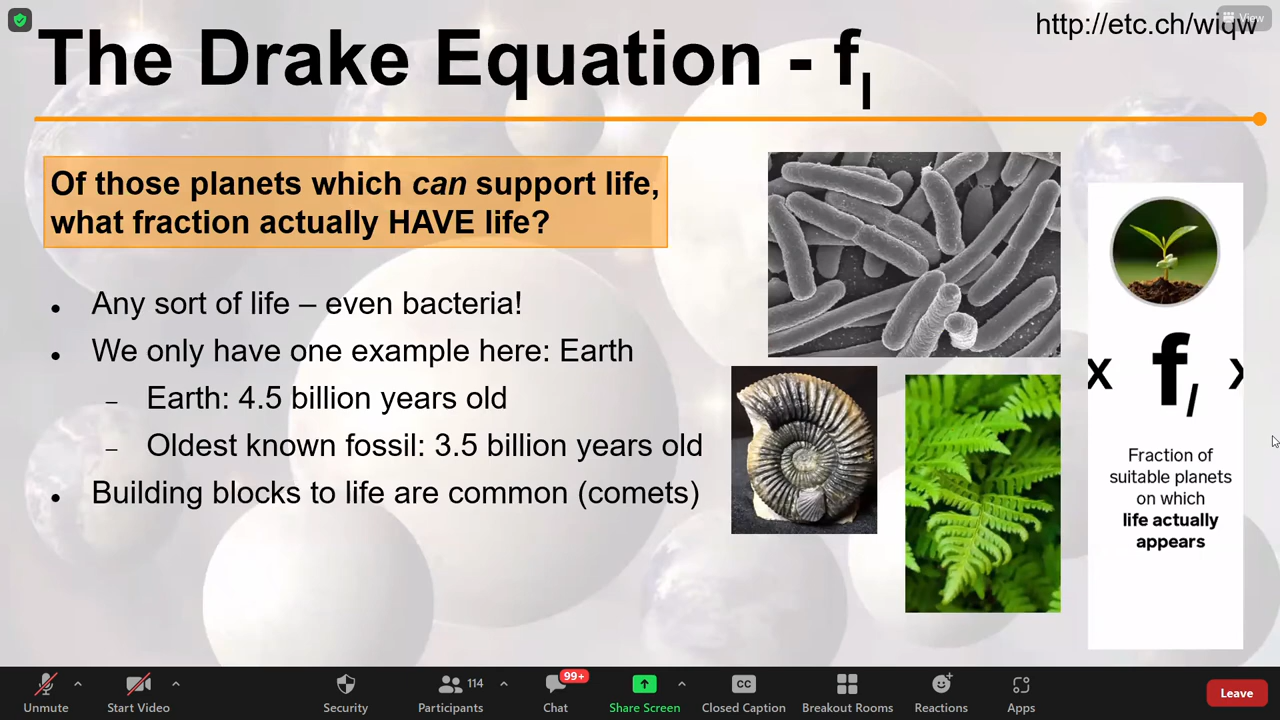 http://etc.ch/wiqw
View
The Drake Equation - fl
Of those planets which can support life,
what fraction actually HAVE life?
• Any sort of life – even bacteria!
• We only have one example here: Earth
– Earth: 4.5 billion years old
– Oldest known fossil: 3.5 billion years old
• Building blocks to life are common (comets)
x fl x
Fraction of
suitable planets
on which
life actually
appears
Unmute
Start Video
Security
114
Participants
99+
Chat
Share Screen
CC
Closed Caption
Breakout Rooms
Reactions
Apps
Leave